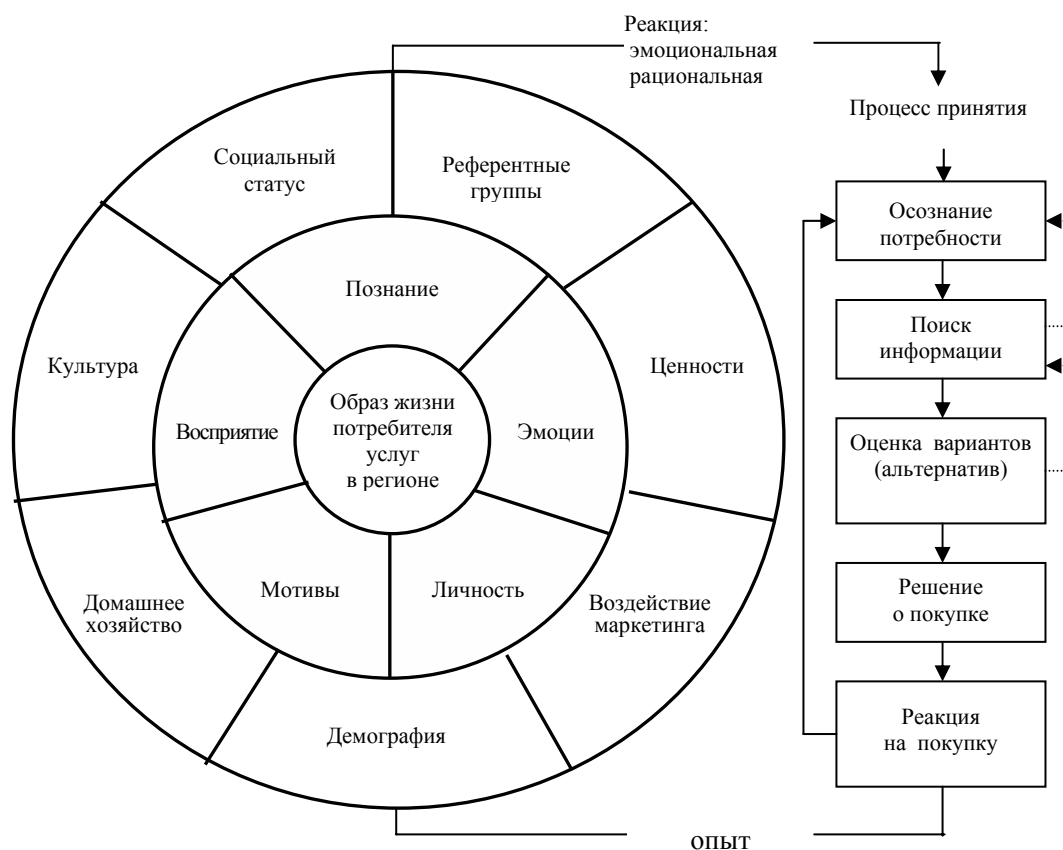 Реакция:
эмоциональная
рациональная
Процесс принятия
Социальный
статус
Референтные
группы
Осознание
потребности
Познание
Поиск
информации
Культура
Ценности
Образ жизни
потребителя
услуг
в регионе
Восприятие
Эмоции
Оценка вариантов
(альтернатив)
Мотивы
Личность
Домашнее
хозяйство
Воздействие
маркетинга
Решение
о покупке
Демография
Реакция
на покупку
опыт